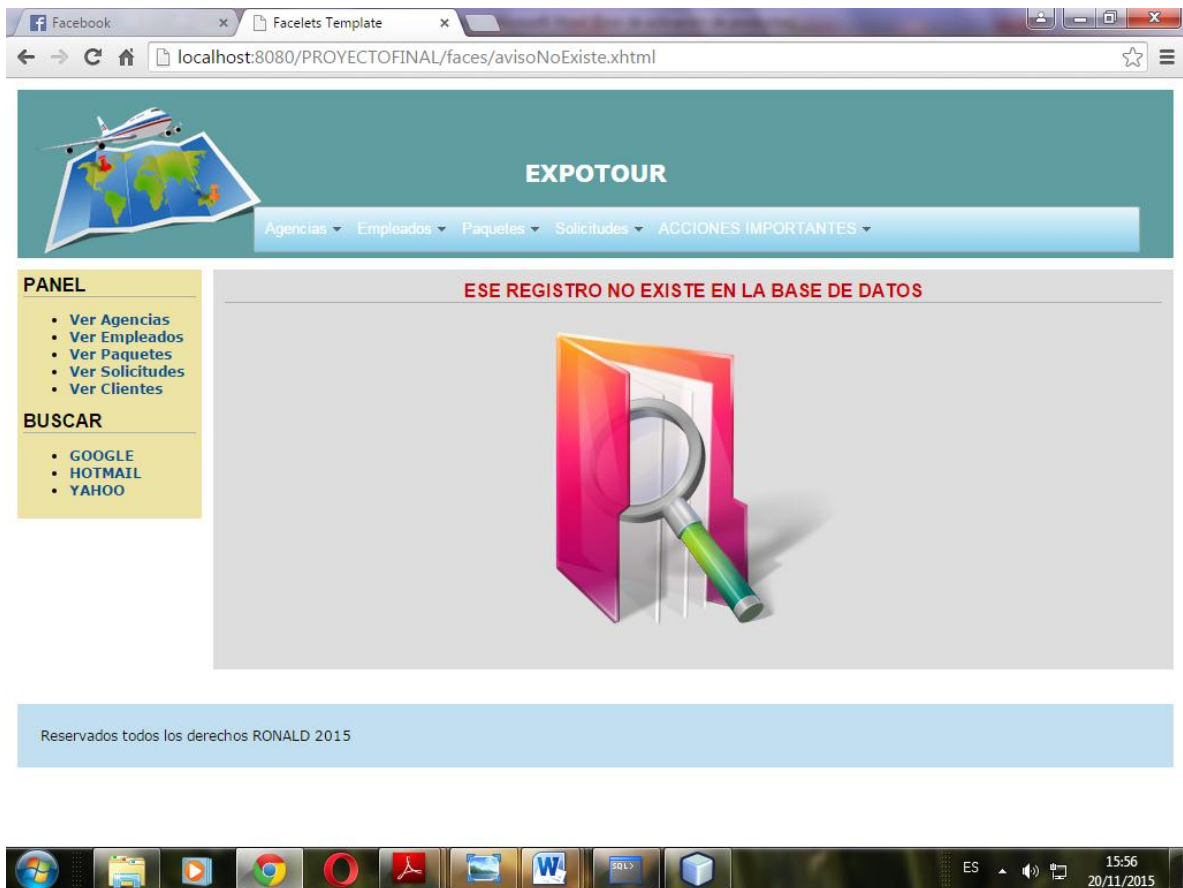 Facebook
Facelets Template
localhost:8080/PROYECTOFINAL/faces/avisoNoExiste.xhtml
EXPOTOUR
Agencias Empleados Paquetes Solicitudes ACCIONES IMPORTANTES
PANEL
Ver Agencias
Ver Empleados
Ver Paquetes
Ver Solicitudes
Ver Clientes
BUSCAR
GOOGLE
HOTMAIL
YAHOO
ESE REGISTRO NO EXISTE EN LA BASE DE DATOS
Reservados todos los derechos RONALD 2015
SQL>
ES
15:56
20/11/2015